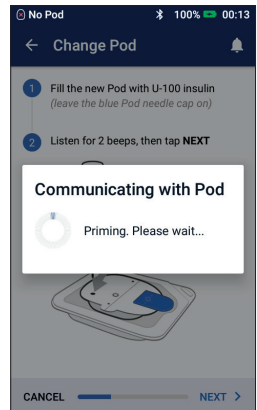 No Pod 100% 00:13
Change Pod
1 Fill the new Pod with U-100 insulin
(leave the blue Pod needle cap on)
2 Listen for 2 beeps, then tap NEXT
Communicating with Pod
Priming. Please wait...
CANCEL NEXT >